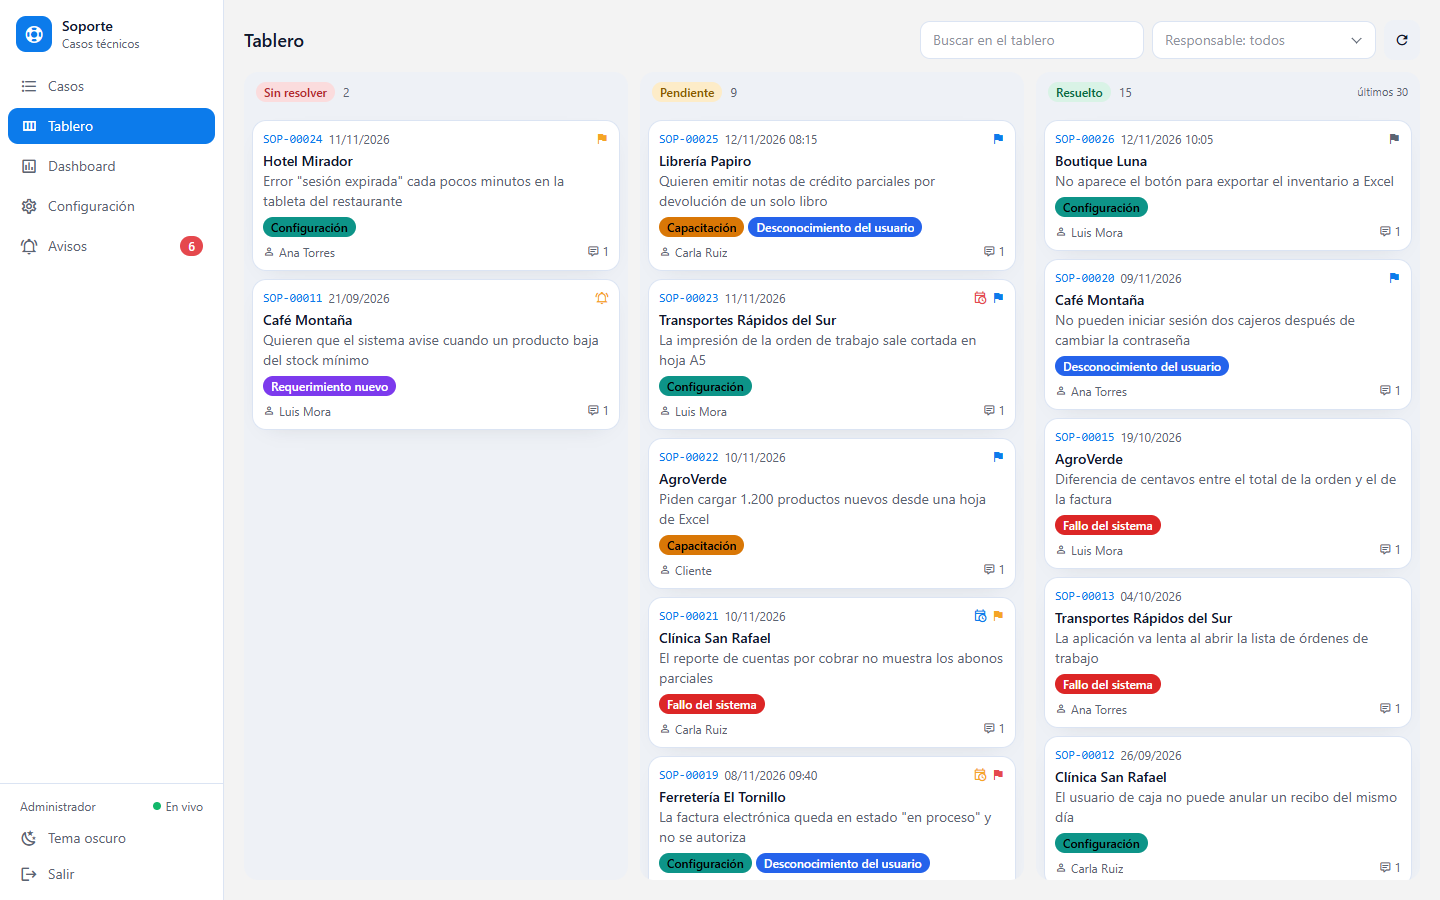 Soporte
Casos técnicos
Casos
Tablero
Dashboard
Configuración
Avisos
6
Administrador
En vivo
Tema oscuro
Salir
Tablero
Buscar en el tablero
Responsable: todos
Sin resolver 2
SOP-00024 11/11/2026
Hotel Mirador
Error "sesión expirada" cada pocos minutos en la
tableta del restaurante
Configuración
Ana Torres
1
SOP-00011 21/09/2026
Café Montaña
Quieren que el sistema avise cuando un producto baja
del stock mínimo
Requerimiento nuevo
Luis Mora
1
Pendiente 9
SOP-00025 12/11/2026 08:15
Librería Papiro
Quieren emitir notas de crédito parciales por
devolución de un solo libro
Capacitación Desconocimiento del usuario
Carla Ruiz
1
SOP-00023 11/11/2026
Transportes Rápidos del Sur
La impresión de la orden de trabajo sale cortada en
hoja A5
Configuración
Luis Mora
1
SOP-00022 10/11/2026
AgroVerde
Piden cargar 1.200 productos nuevos desde una hoja
de Excel
Capacitación
Cliente
1
SOP-00021 10/11/2026
Clínica San Rafael
El reporte de cuentas por cobrar no muestra los abonos
parciales
Fallo del sistema
Carla Ruiz
1
SOP-00019 08/11/2026 09:40
Ferretería El Tornillo
La factura electrónica queda en estado "en proceso" y
no se autoriza
Configuración Desconocimiento del usuario
Resuelto 15
últimos 30
SOP-00026 12/11/2026 10:05
Boutique Luna
No aparece el botón para exportar el inventario a Excel
Configuración
Luis Mora
1
SOP-00020 09/11/2026
Café Montaña
No pueden iniciar sesión dos cajeros después de
cambiar la contraseña
Desconocimiento del usuario
Ana Torres
1
SOP-00015 19/10/2026
AgroVerde
Diferencia de centavos entre el total de la orden y el de
la factura
Fallo del sistema
Luis Mora
1
SOP-00013 04/10/2026
Transportes Rápidos del Sur
La aplicación va lenta al abrir la lista de órdenes de
trabajo
Fallo del sistema
Ana Torres
1
SOP-00012 26/09/2026
Clínica San Rafael
El usuario de caja no puede anular un recibo del mismo
día
Configuración
Carla Ruiz
1